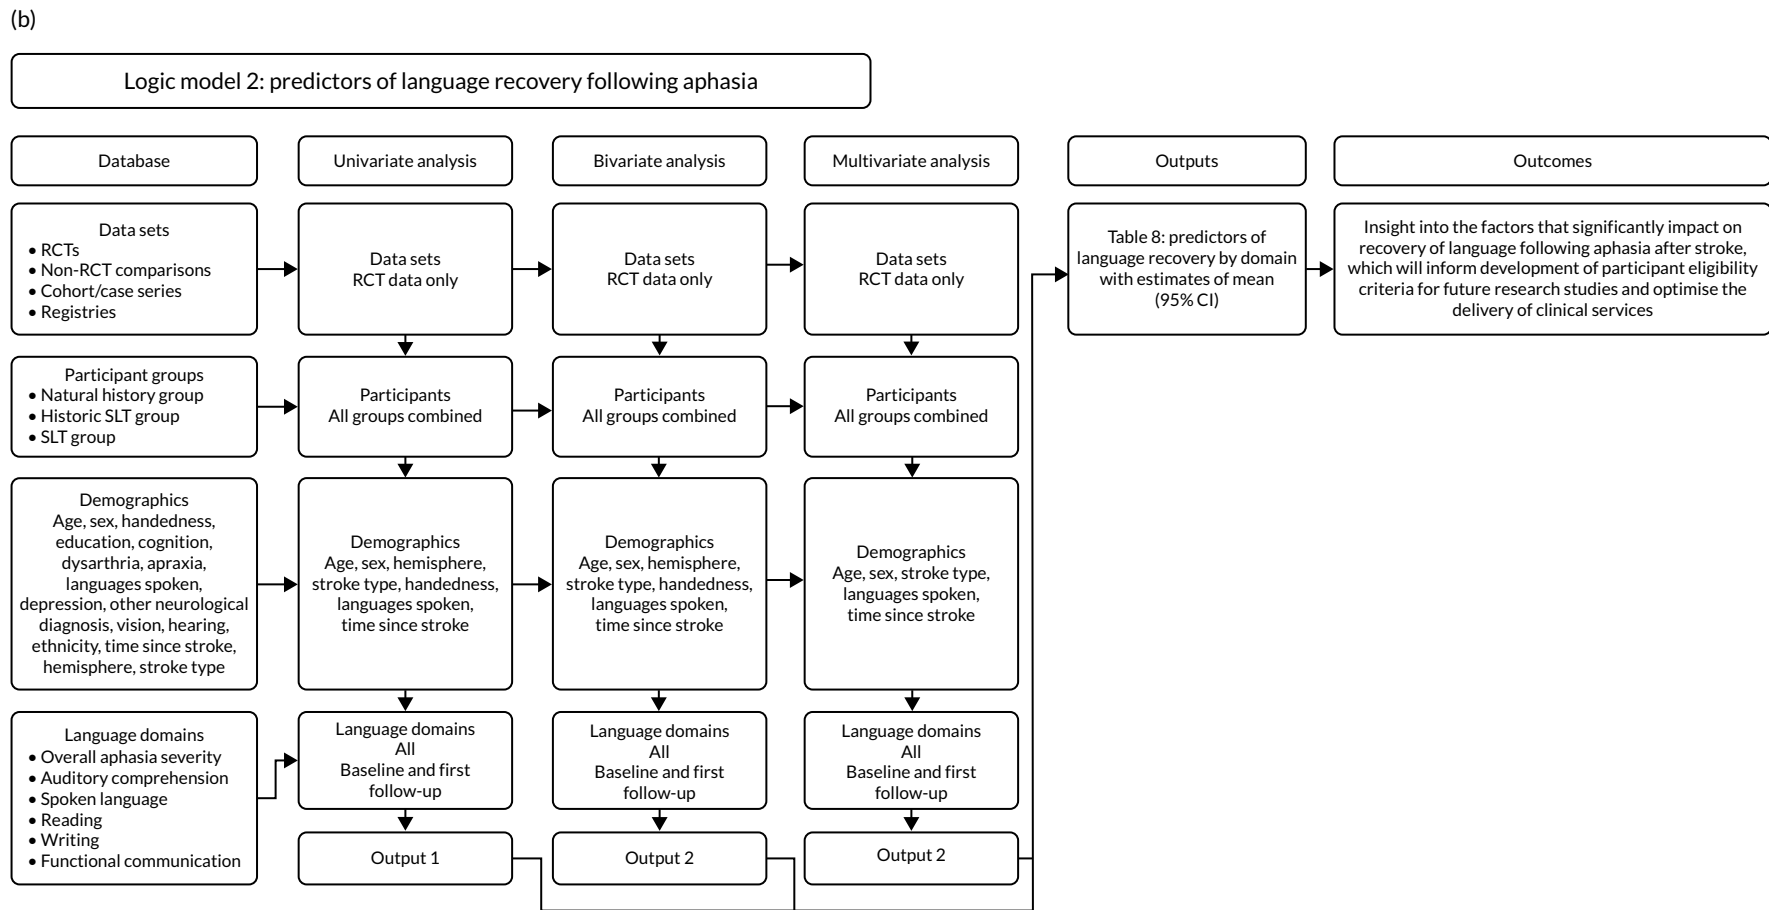 (b)
Logic model 2: predictors of language recovery following aphasia
Database
Univariate analysis
Bivariate analysis
Multivariate analysis
Outputs
Outcomes
Data sets
• RCTs
• Non-RCT comparisons
• Cohort/case series
• Registries
Data sets
RCT data only
Data sets
RCT data only
Data sets
RCT data only
Table 8: predictors of
language recovery by domain
with estimates of mean
(95% CI)
Insight into the factors that significantly impact on
recovery of language following aphasia after stroke,
which will inform development of participant eligibility
criteria for future research studies and optimise the
delivery of clinical services
Participant groups
• Natural history group
• Historic SLT group
• SLT group
Participants
All groups combined
Participants
All groups combined
Participants
All groups combined
Demographics
Age, sex, handedness,
education, cognition,
dysarthria, apraxia,
languages spoken,
depression, other neurological
diagnosis, vision, hearing,
ethnicity, time since stroke,
hemisphere, stroke type
Demographics
Age, sex, hemisphere,
stroke type, handedness,
languages spoken,
time since stroke
Demographics
Age, sex, hemisphere,
stroke type, handedness,
languages spoken,
time since stroke
Demographics
Age, sex, stroke type,
languages spoken,
time since stroke
Language domains
• Overall aphasia severity
• Auditory comprehension
• Spoken language
• Reading
• Writing
• Functional communication
Language domains
All
Baseline and first
follow-up
Language domains
All
Baseline and first
follow-up
Language domains
All
Baseline and first
follow-up
Output 1
Output 2
Output 2